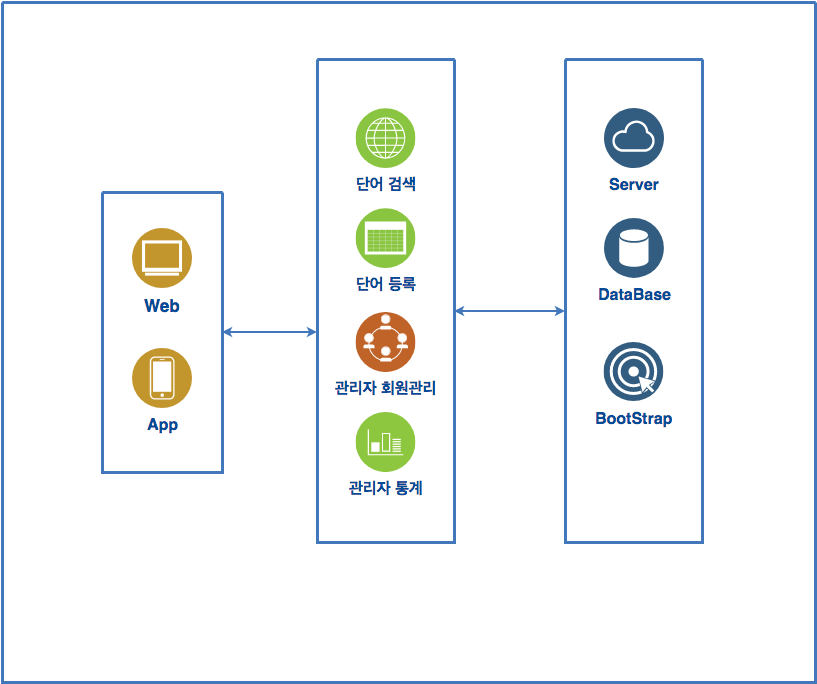 Web
App
단어 검색
단어 등록
관리자 회원관리
관리자 통계
Server
DataBase
BootStrap